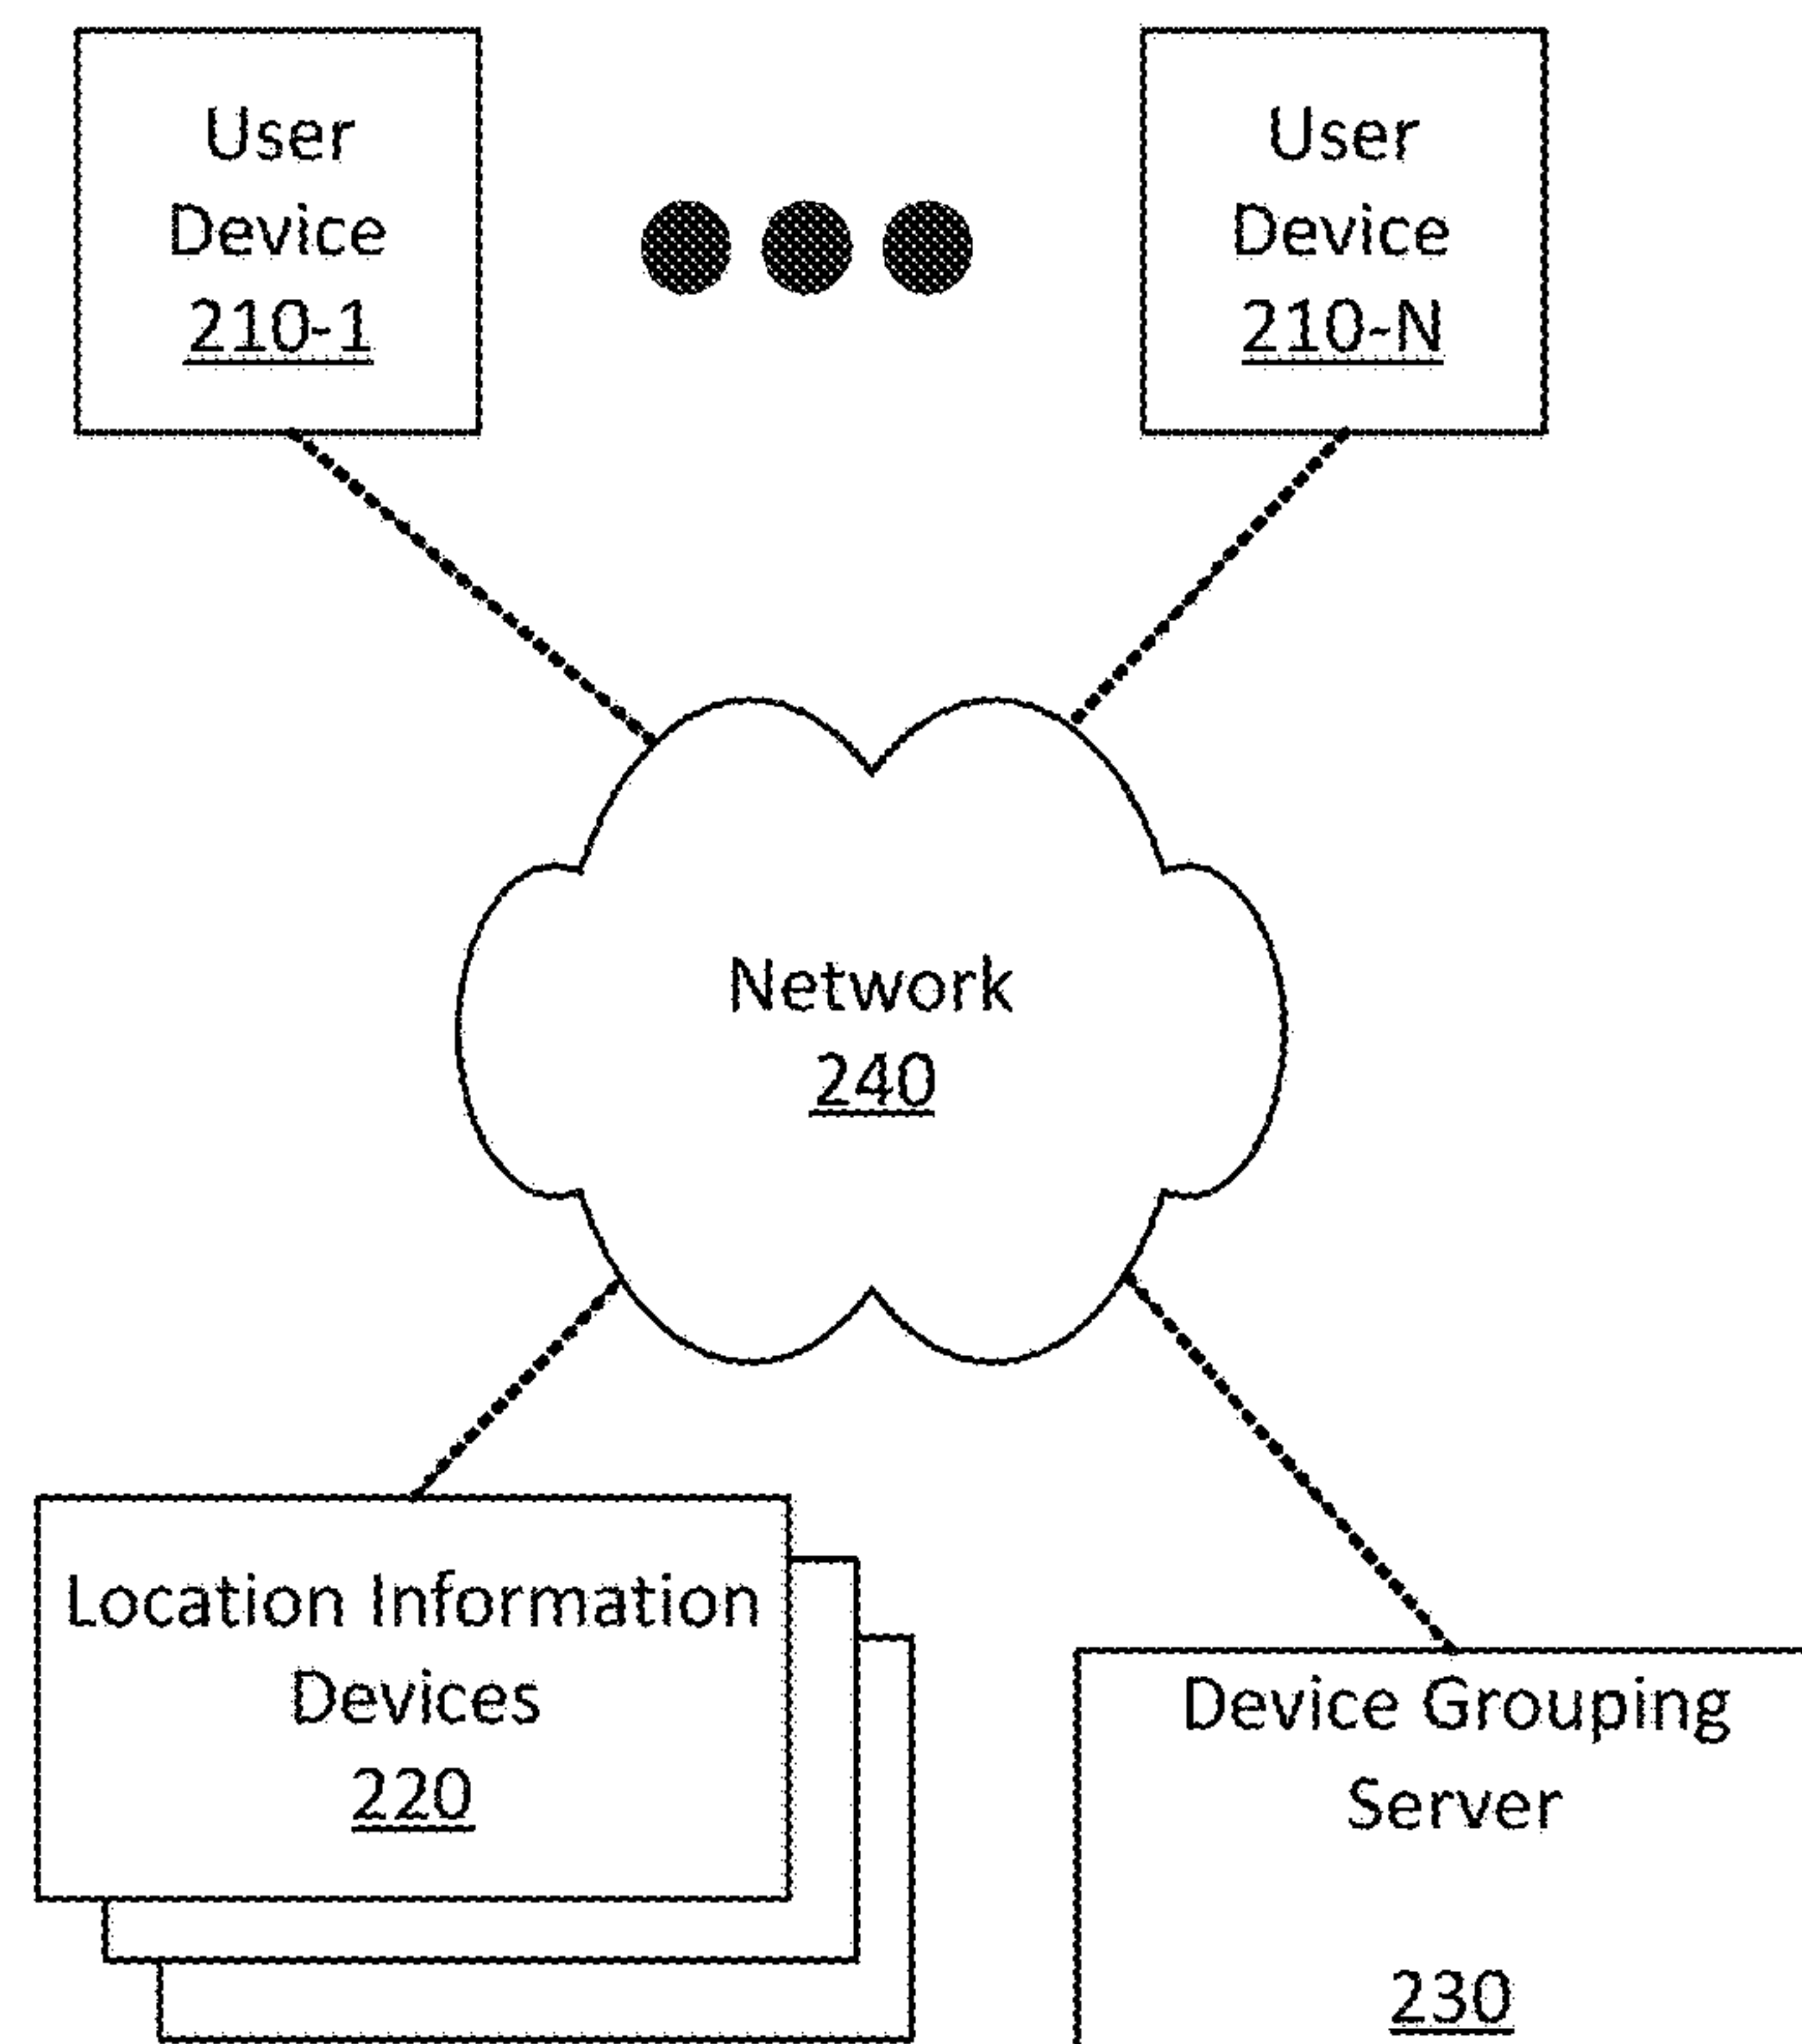 User
Device
210-1
User
Device
210-N
Network
240
Location Information
Devices
220
Device Grouping
Server
230